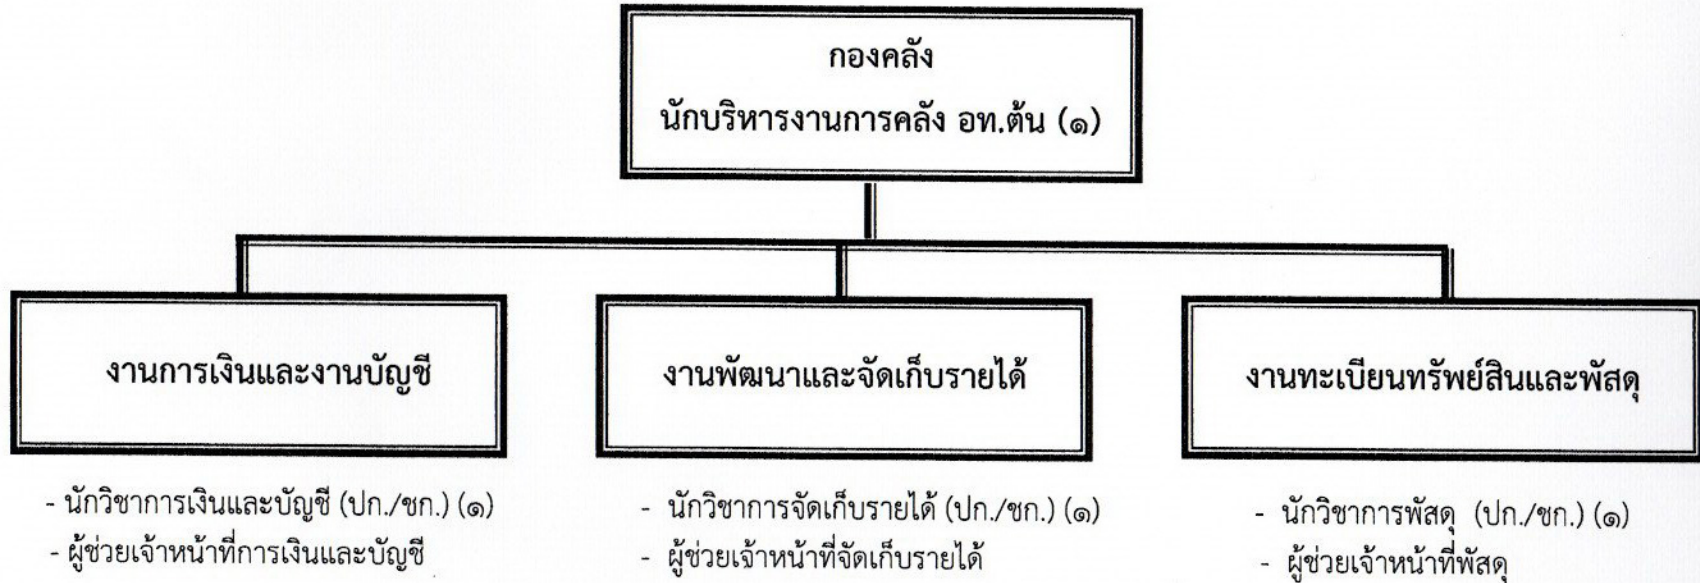 กองคลัง
นักบริหารงานการคลัง อท.ต้น (๑)
งานการเงินและงานบัญชี
งานพัฒนาและจัดเก็บรายได้
งานทะเบียนทรัพย์สินและพัสดุ
- นักวิชาการเงินและบัญชี (ปก./ชก.) (๑)
- ผู้ช่วยเจ้าหน้าที่การเงินและบัญชี
- นักวิชาการจัดเก็บรายได้ (ปก./ชก.) (๑)
- ผู้ช่วยเจ้าหน้าที่จัดเก็บรายได้
- นักวิชาการพัสดุ (ปก./ชก.) (๑)
- ผู้ช่วยเจ้าหน้าที่พัสดุ